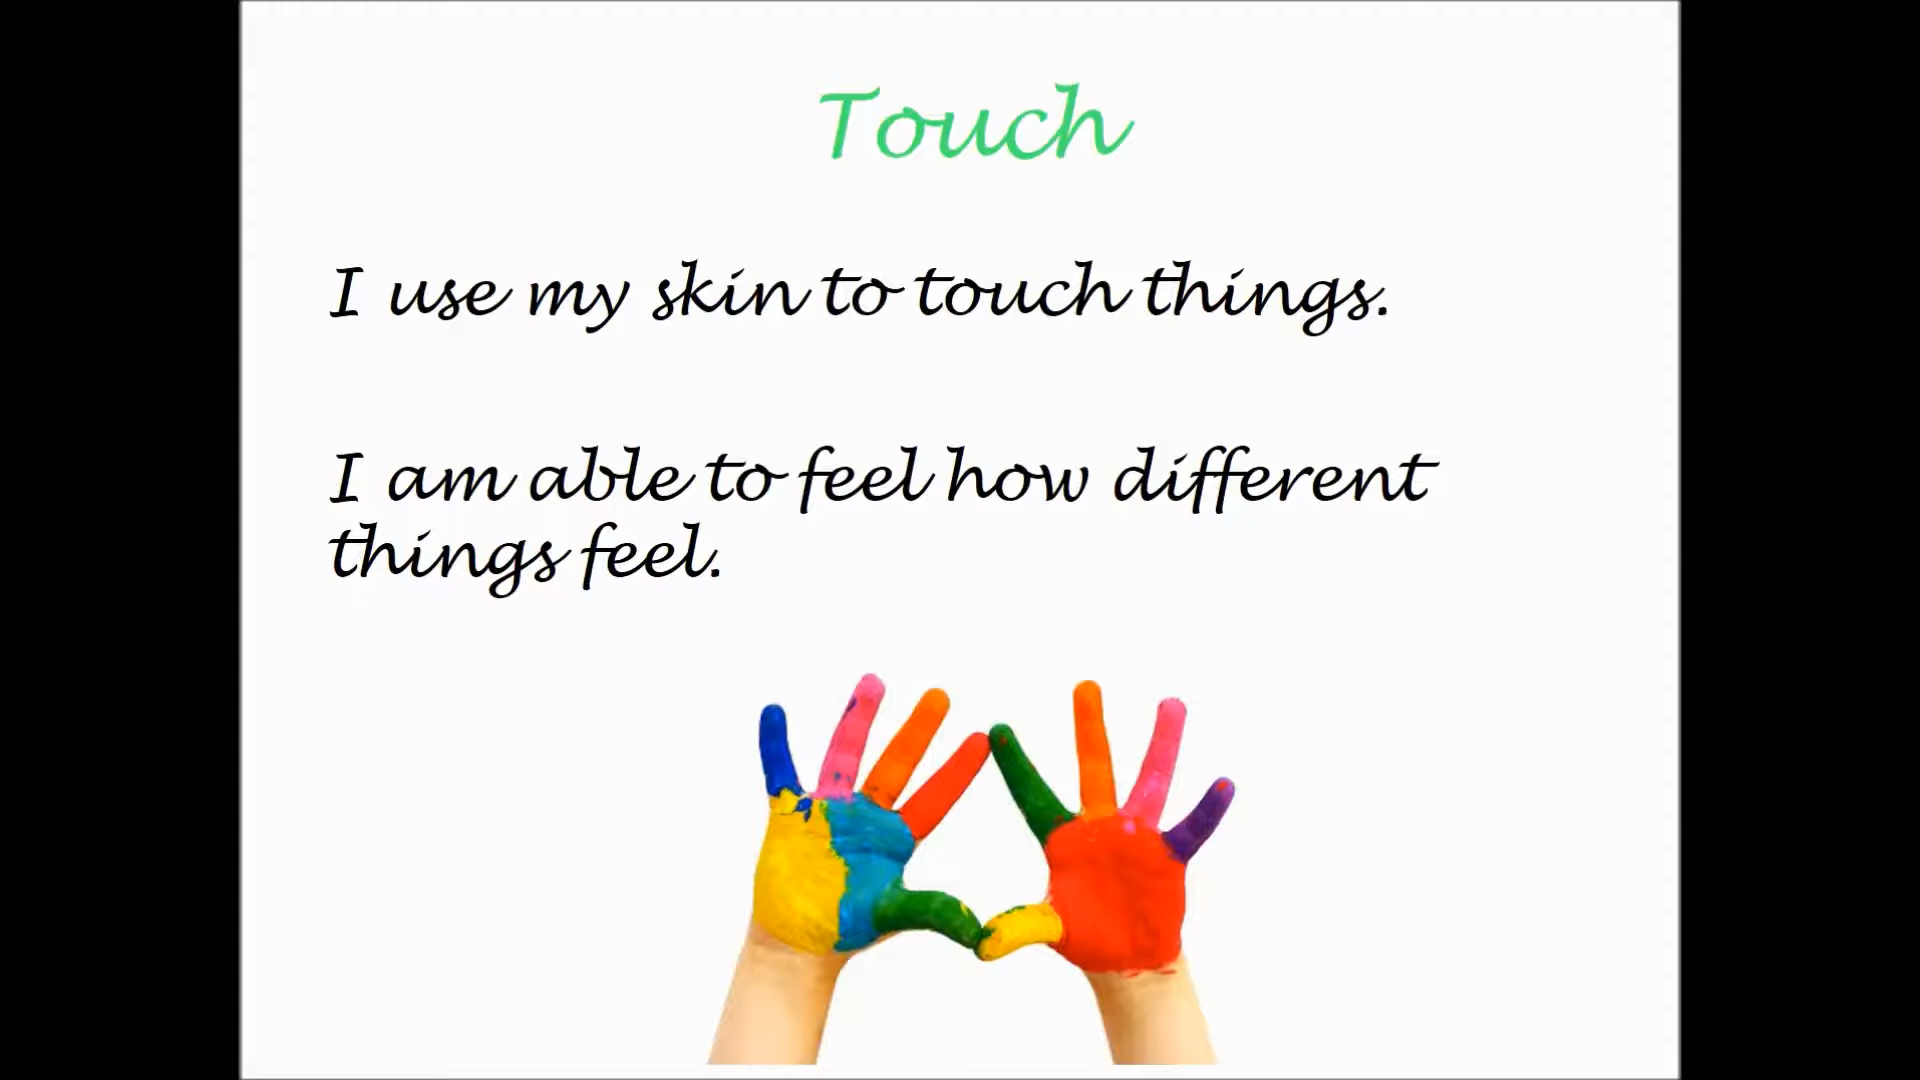 Touch
I use my skin to touch things.
I am able to feel how different
things feel.